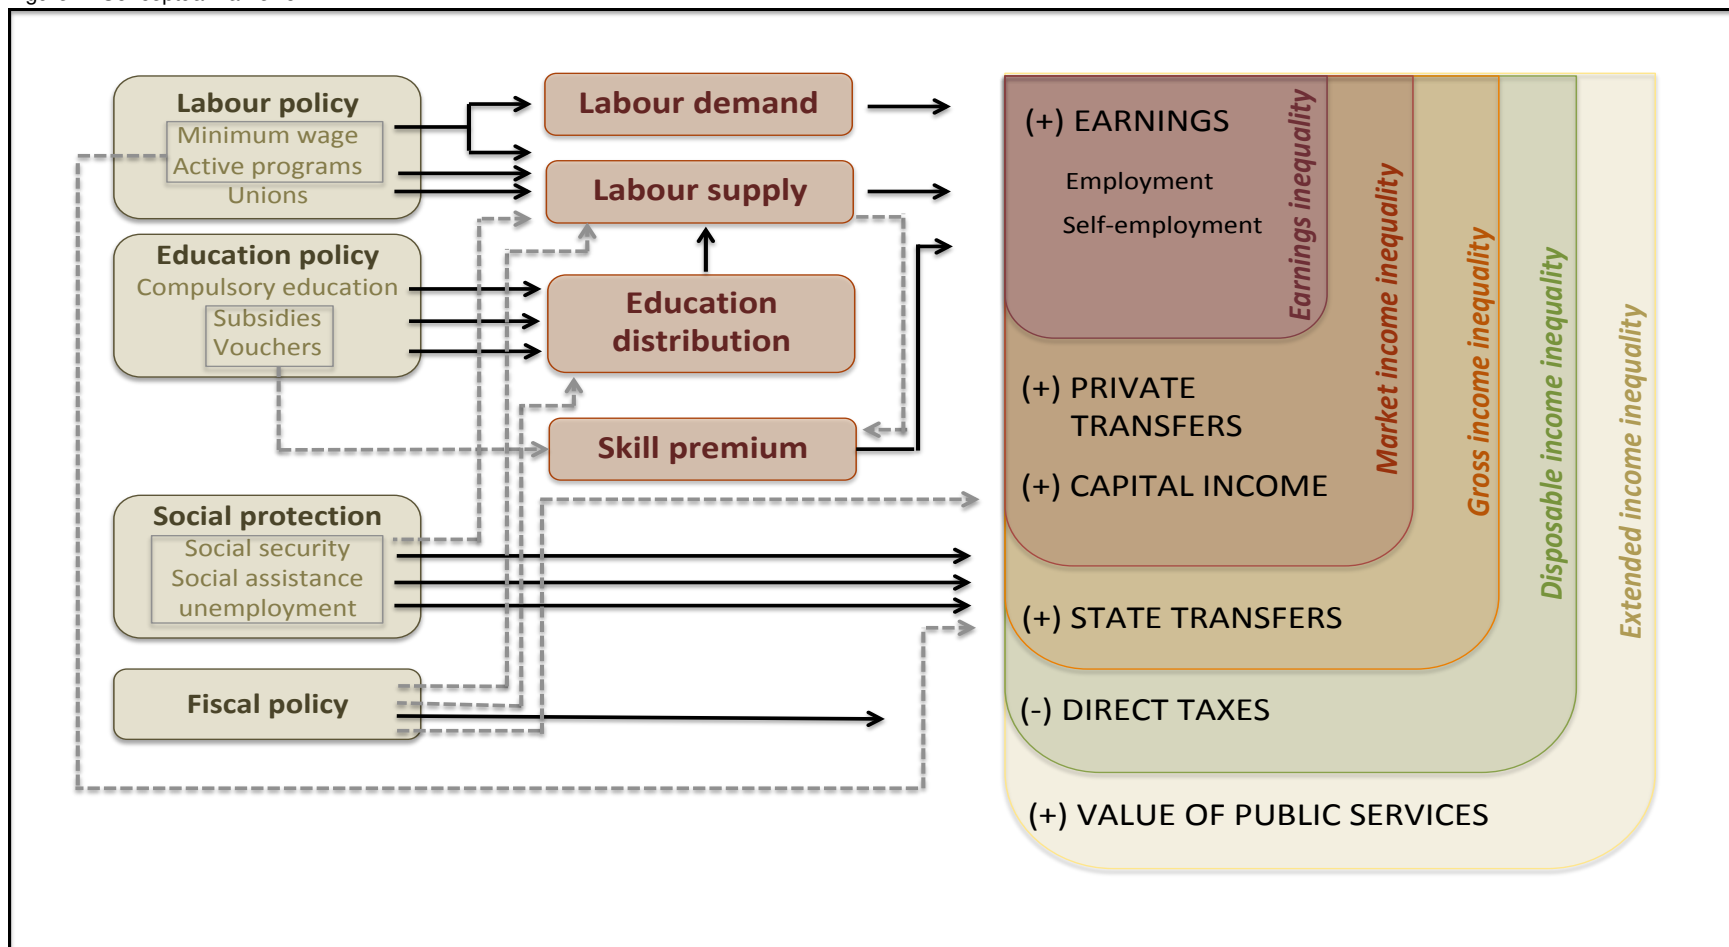 Labour policy
Minimum wage
Active programs
Unions
Education policy
Compulsory education
Subsidies
Vouchers
Social protection
Social security
Social assistance
unemployment
Fiscal policy
Labour demand
Labour supply
Education
distribution
Skill premium
(+) EARNINGS
Employment
Self-employment
(+) PRIVATE
TRANSFERS
(+) CAPITAL INCOME
(+) STATE TRANSFERS
(-) DIRECT TAXES
(+) VALUE OF PUBLIC SERVICES
Earnings inequality
Market income inequality
Gross income inequality
Disposable income inequality
Extended income inequality